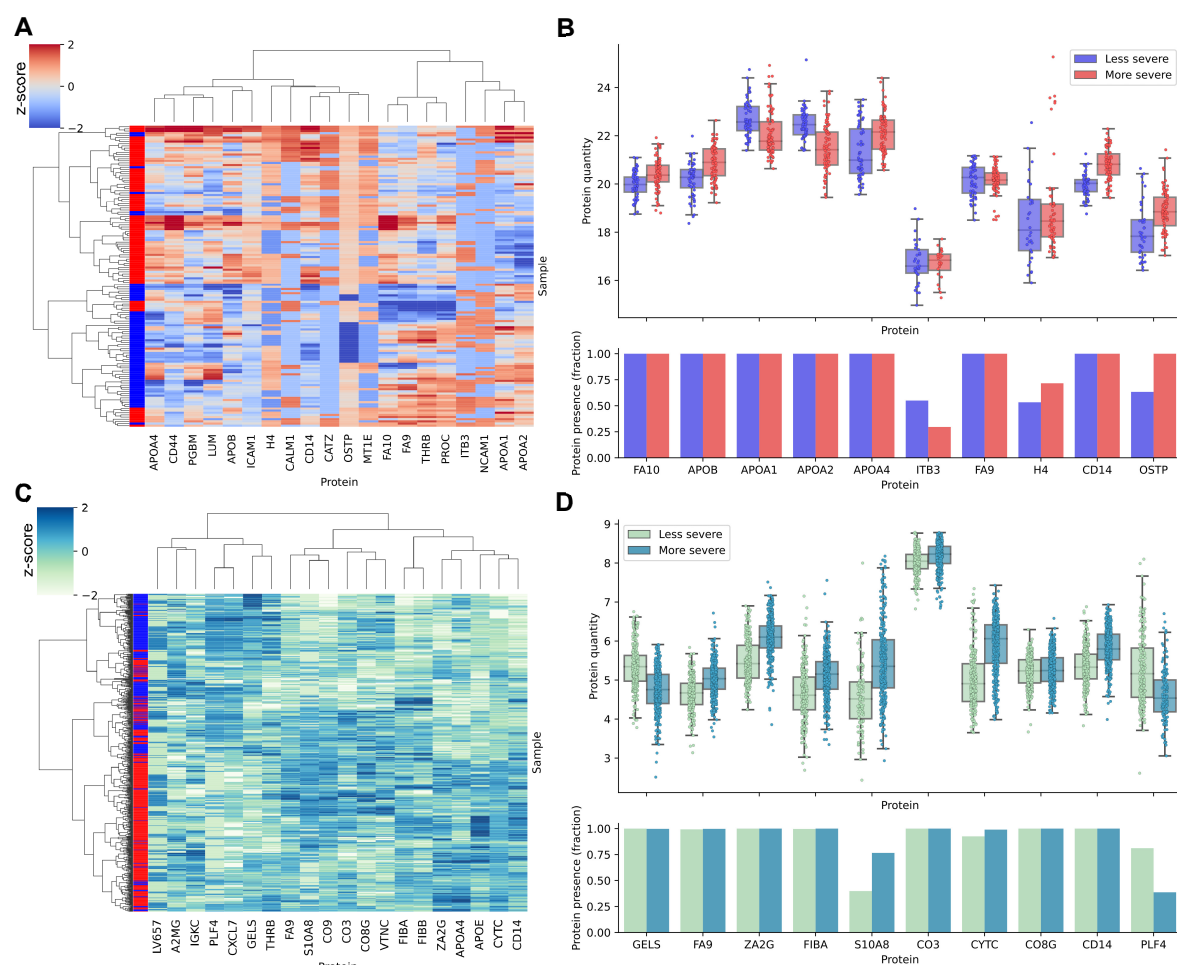 A
2
0
−2
z-score
Sample
APOA4 CD44 PGBM LUM APOB ICAM1 H4 CALM1 CD14 CATZ OSTP MT1E FA10 FA9 THRB PROC ITB3 NCAM1 APOA1 APOA2
Protein
B
Less severe
More severe
24
22
20
18
16
Protein quantity
Protein
1.00
0.75
0.50
0.25
0.00
Protein presence (fraction)
FA10 APOB APOA1 APOA2 APOA4 ITB3 FA9 H4 CD14 OSTP
Protein
C
2
0
−2
z-score
Sample
LV657 A2MG IGKC PLF4 CXCL7 GELS THRB FA9 S10A8 CO9 CO3 CO8G VTNC FIBA FIBB ZA2G APOA4 APOE CYTC CD14
Protein
D
Less severe
More severe
9
8
7
6
5
4
3
Protein quantity
Protein
1.00
0.75
0.50
0.25
0.00
Protein presence (fraction)
GELS FA9 ZA2G FIBA S10A8 CO3 CYTC CO8G CD14 PLF4
Protein